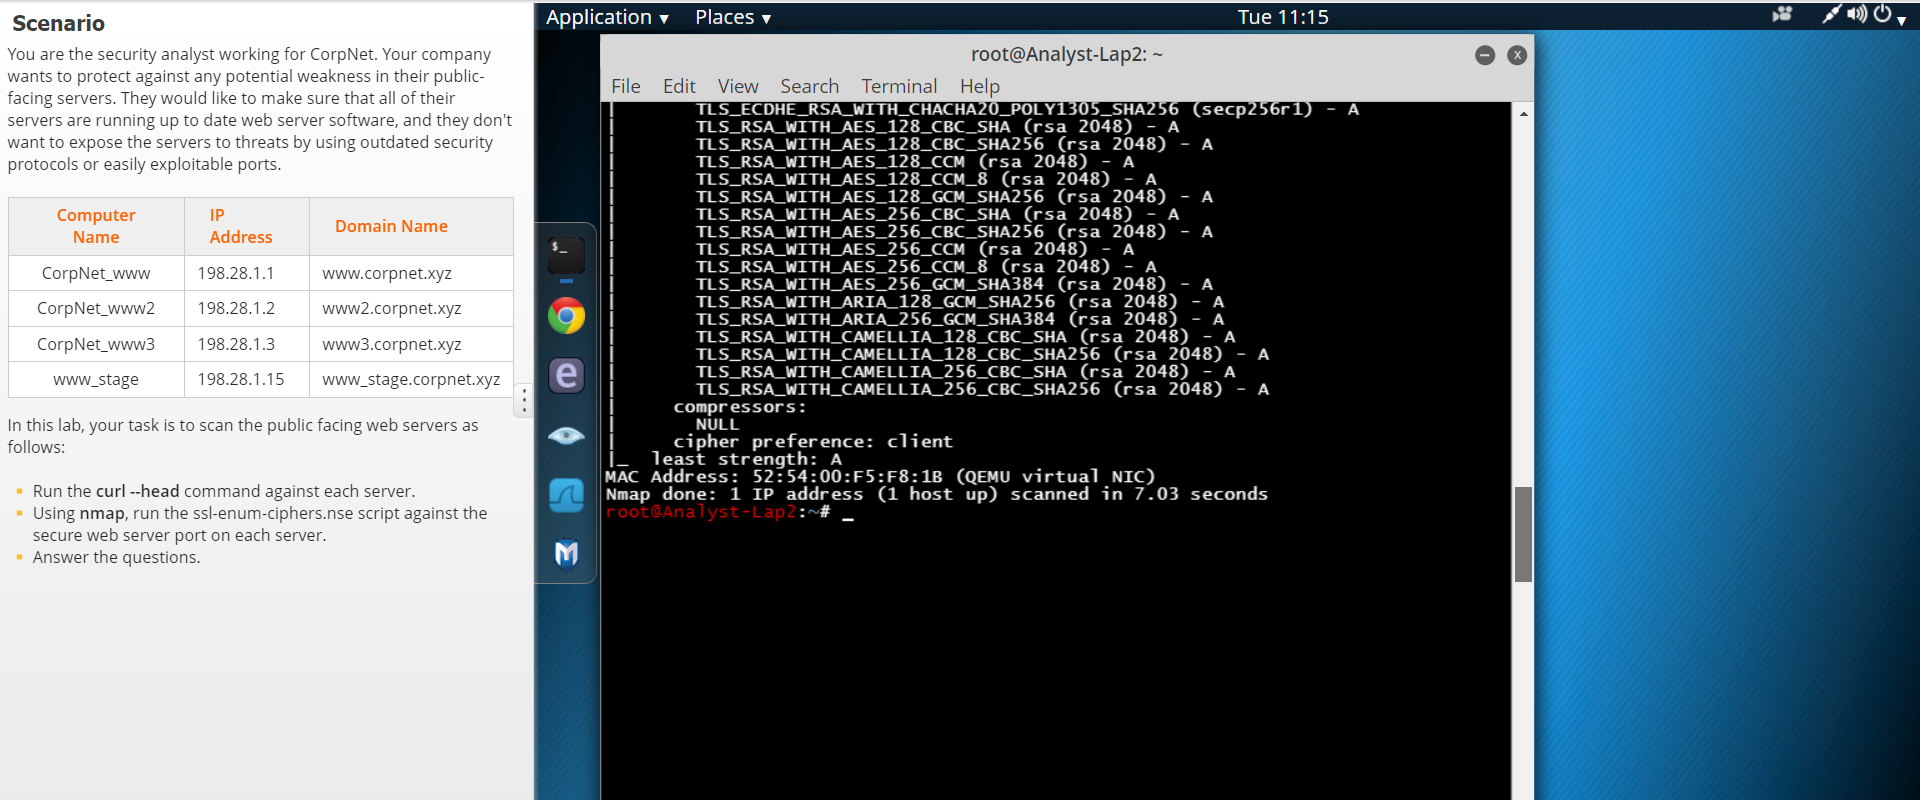 Scenario
You are the security analyst working for CorpNet. Your company
wants to protect against any potential weakness in their public-
facing servers. They would like to make sure that all of their
servers are running up to date web server software, and they don't
want to expose the servers to threats by using outdated security
protocols or easily exploitable ports.
Computer Name IP Address Domain Name
CorpNet_www 198.28.1.1 www.corpnet.xyz
CorpNet_www2 198.28.1.2 www2.corpnet.xyz
CorpNet_www3 198.28.1.3 www3.corpnet.xyz
www_stage 198.28.1.15 www_stage.corpnet.xyz
In this lab, your task is to scan the public facing web servers as
follows:
Run the curl --head command against each server.
Using nmap, run the ssl-enum-ciphers.nse script against the
secure web server port on each server.
Answer the questions.
Application ▾ Places ▾ Tue 11:15
root@Analyst-Lap2: ~
File Edit View Search Terminal Help
| TLS_ECDHE_RSA_WITH_CHACHA20_POLY1305_SHA256 (secp256r1) - A
| TLS_RSA_WITH_AES_128_CBC_SHA (rsa 2048) - A
| TLS_RSA_WITH_AES_128_CBC_SHA256 (rsa 2048) - A
| TLS_RSA_WITH_AES_128_CCM (rsa 2048) - A
| TLS_RSA_WITH_AES_128_CCM_8 (rsa 2048) - A
| TLS_RSA_WITH_AES_128_GCM_SHA256 (rsa 2048) - A
| TLS_RSA_WITH_AES_256_CBC_SHA (rsa 2048) - A
| TLS_RSA_WITH_AES_256_CBC_SHA256 (rsa 2048) - A
| TLS_RSA_WITH_AES_256_CCM (rsa 2048) - A
| TLS_RSA_WITH_AES_256_CCM_8 (rsa 2048) - A
| TLS_RSA_WITH_AES_256_GCM_SHA384 (rsa 2048) - A
| TLS_RSA_WITH_ARIA_128_GCM_SHA256 (rsa 2048) - A
| TLS_RSA_WITH_ARIA_256_GCM_SHA384 (rsa 2048) - A
| TLS_RSA_WITH_CAMELLIA_128_CBC_SHA (rsa 2048) - A
| TLS_RSA_WITH_CAMELLIA_128_CBC_SHA256 (rsa 2048) - A
| TLS_RSA_WITH_CAMELLIA_256_CBC_SHA (rsa 2048) - A
| TLS_RSA_WITH_CAMELLIA_256_CBC_SHA256 (rsa 2048) - A
| compressors:
| NULL
| cipher preference: client
|_ least strength: A
MAC Address: 52:54:00:F5:F8:1B (QEMU virtual NIC)
Nmap done: 1 IP address (1 host up) scanned in 7.03 seconds
root@Analyst-Lap2:~# _